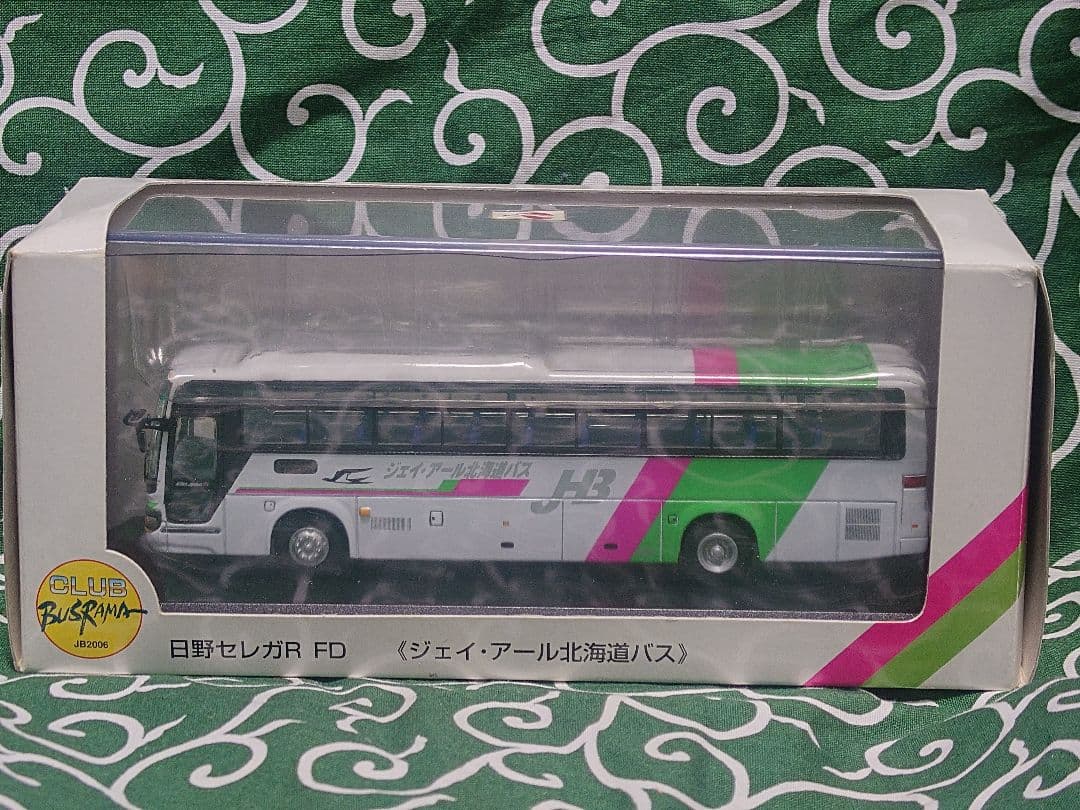 ジェイ・アール北海道バス
JHB
CLUB
BUSRAMA
JB2006
日野セレガR FD 《ジェイ・アール北海道バス》